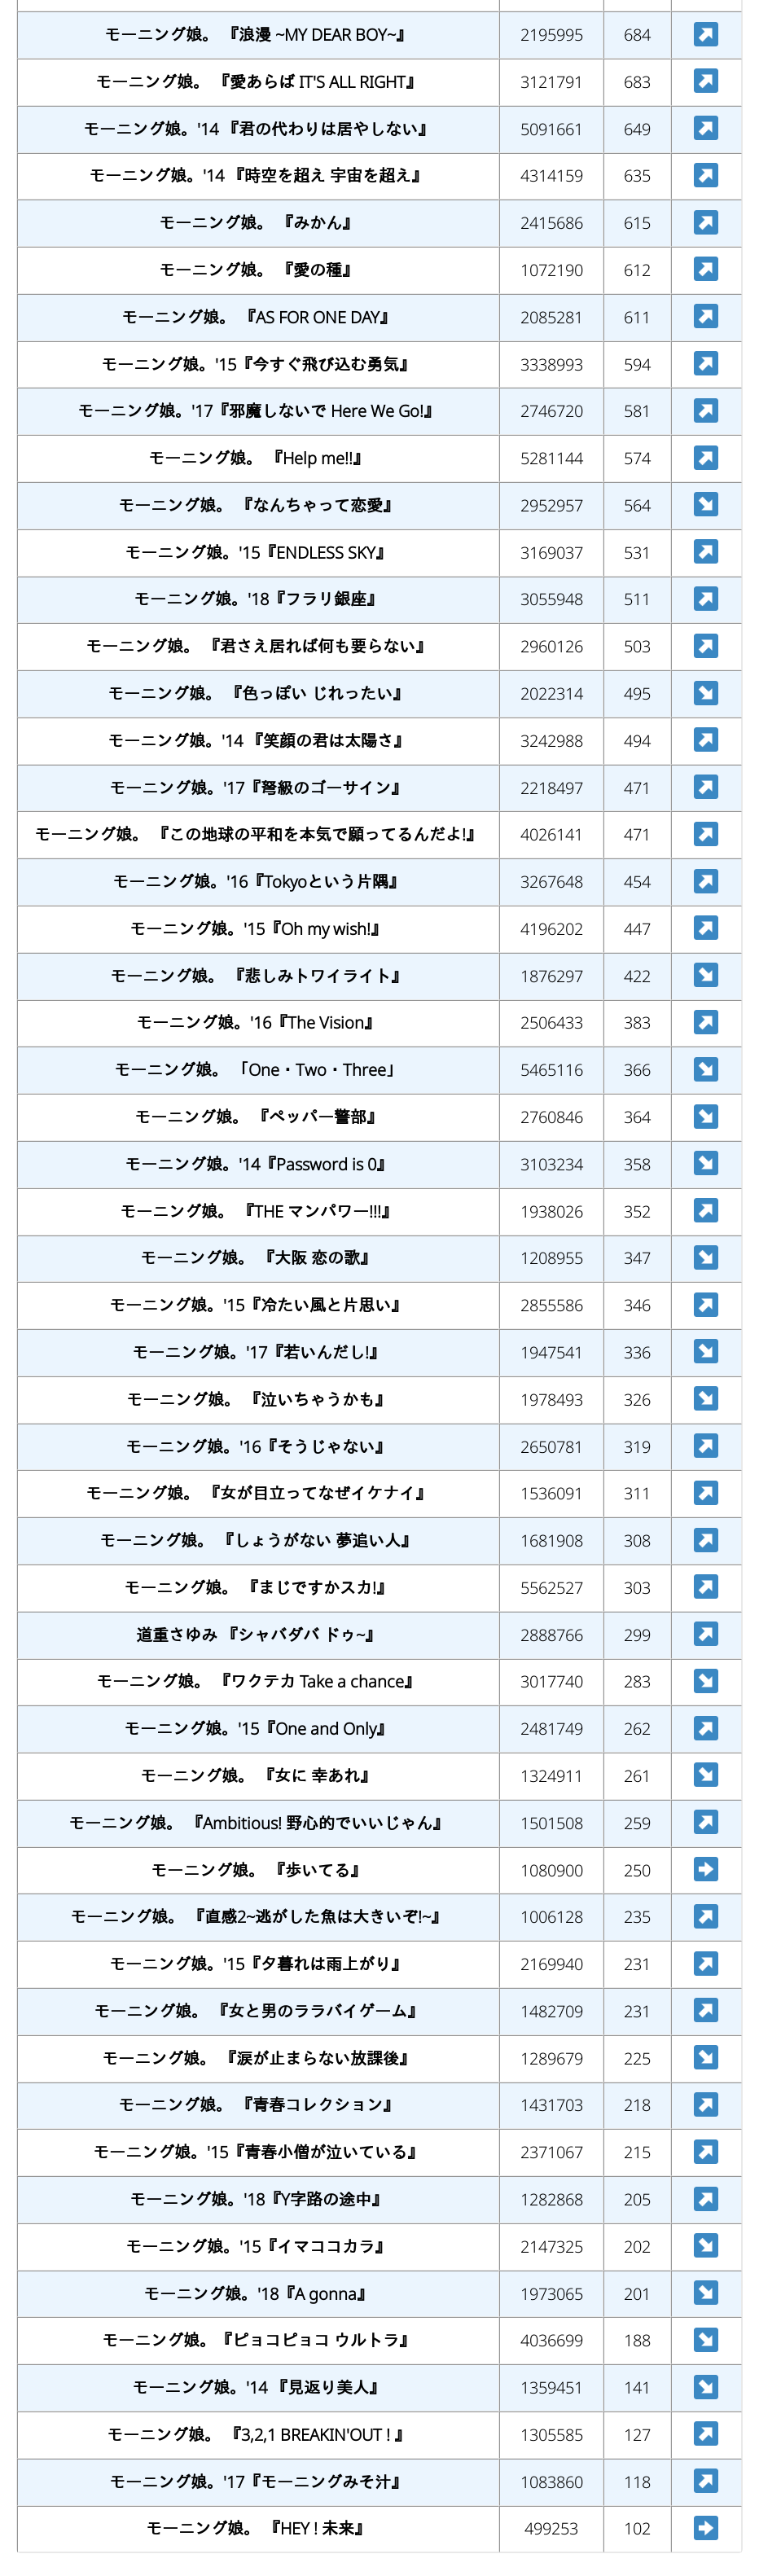 モーニング娘。 『浪漫 ~MY DEAR BOY~』 2195995 684 ↗
モーニング娘。 『愛あらば IT'S ALL RIGHT』 3121791 683 ↗
モーニング娘。'14 『君の代わりは居やしない』 5091661 649 ↗
モーニング娘。'14 『時空を超え 宇宙を超え』 4314159 635 ↗
モーニング娘。 『みかん』 2415686 615 ↗
モーニング娘。 『愛の種』 1072190 612 ↗
モーニング娘。 『AS FOR ONE DAY』 2085281 611 ↗
モーニング娘。'15『今すぐ飛び込む勇気』 3338993 594 ↗
モーニング娘。'17『邪魔しないで Here We Go!』 2746720 581 ↗
モーニング娘。 『Help me!!』 5281144 574 ↗
モーニング娘。 『なんちゃって恋愛』 2952957 564 ↘
モーニング娘。'15『ENDLESS SKY』 3169037 531 ↗
モーニング娘。'18『フラリ銀座』 3055948 511 ↗
モーニング娘。 『君さえ居れば何も要らない』 2960126 503 ↗
モーニング娘。 『色っぽい じれったい』 2022314 495 ↘
モーニング娘。'14 『笑顔の君は太陽さ』 3242988 494 ↗
モーニング娘。'17『弩級のゴーサイン』 2218497 471 ↗
モーニング娘。 『この地球の平和を本気で願ってるんだよ!』 4026141 471 ↗
モーニング娘。'16『Tokyoという片隅』 3267648 454 ↗
モーニング娘。'15『Oh my wish!』 4196202 447 ↗
モーニング娘。 『悲しみトワイライト』 1876297 422 ↘
モーニング娘。'16『The Vision』 2506433 383 ↗
モーニング娘。 「One・Two・Three」 5465116 366 ↘
モーニング娘。 『ペッパー警部』 2760846 364 ↘
モーニング娘。'14『Password is 0』 3103234 358 ↘
モーニング娘。 『THE マンパワー!!!』 1938026 352 ↗
モーニング娘。 『大阪 恋の歌』 1208955 347 ↘
モーニング娘。'15『冷たい風と片思い』 2855586 346 ↗
モーニング娘。'17『若いんだし!』 1947541 336 ↘
モーニング娘。 『泣いちゃうかも』 1978493 326 ↘
モーニング娘。'16『そうじゃない』 2650781 319 ↗
モーニング娘。 『女が目立ってなぜイケナイ』 1536091 311 ↗
モーニング娘。 『しょうがない 夢追い人』 1681908 308 ↗
モーニング娘。 『まじですかスカ!』 5562527 303 ↗
道重さゆみ 『シャバダバ ドゥ~』 2888766 299 ↗
モーニング娘。 『ワクテカ Take a chance』 3017740 283 ↘
モーニング娘。'15『One and Only』 2481749 262 ↗
モーニング娘。 『女に 幸あれ』 1324911 261 ↘
モーニング娘。 『Ambitious! 野心的でいいじゃん』 1501508 259 ↗
モーニング娘。 『歩いてる』 1080900 250 ➡
モーニング娘。 『直感2~逃がした魚は大きいぞ!~』 1006128 235 ↗
モーニング娘。'15『夕暮れは雨上がり』 2169940 231 ↗
モーニング娘。 『女と男のララバイゲーム』 1482709 231 ↗
モーニング娘。 『涙が止まらない放課後』 1289679 225 ↘
モーニング娘。 『青春コレクション』 1431703 218 ↗
モーニング娘。'15『青春小僧が泣いている』 2371067 215 ↗
モーニング娘。'18『Y字路の途中』 1282868 205 ↗
モーニング娘。'15『イマココカラ』 2147325 202 ↘
モーニング娘。'18『A gonna』 1973065 201 ↘
モーニング娘。『ピョコピョコ ウルトラ』 4036699 188 ↘
モーニング娘。'14 『見返り美人』 1359451 141 ↘
モーニング娘。 『3,2,1 BREAKIN'OUT ! 』 1305585 127 ↗
モーニング娘。'17『モーニングみそ汁』 1083860 118 ↗
モーニング娘。 『HEY ! 未来』 499253 102 ➡